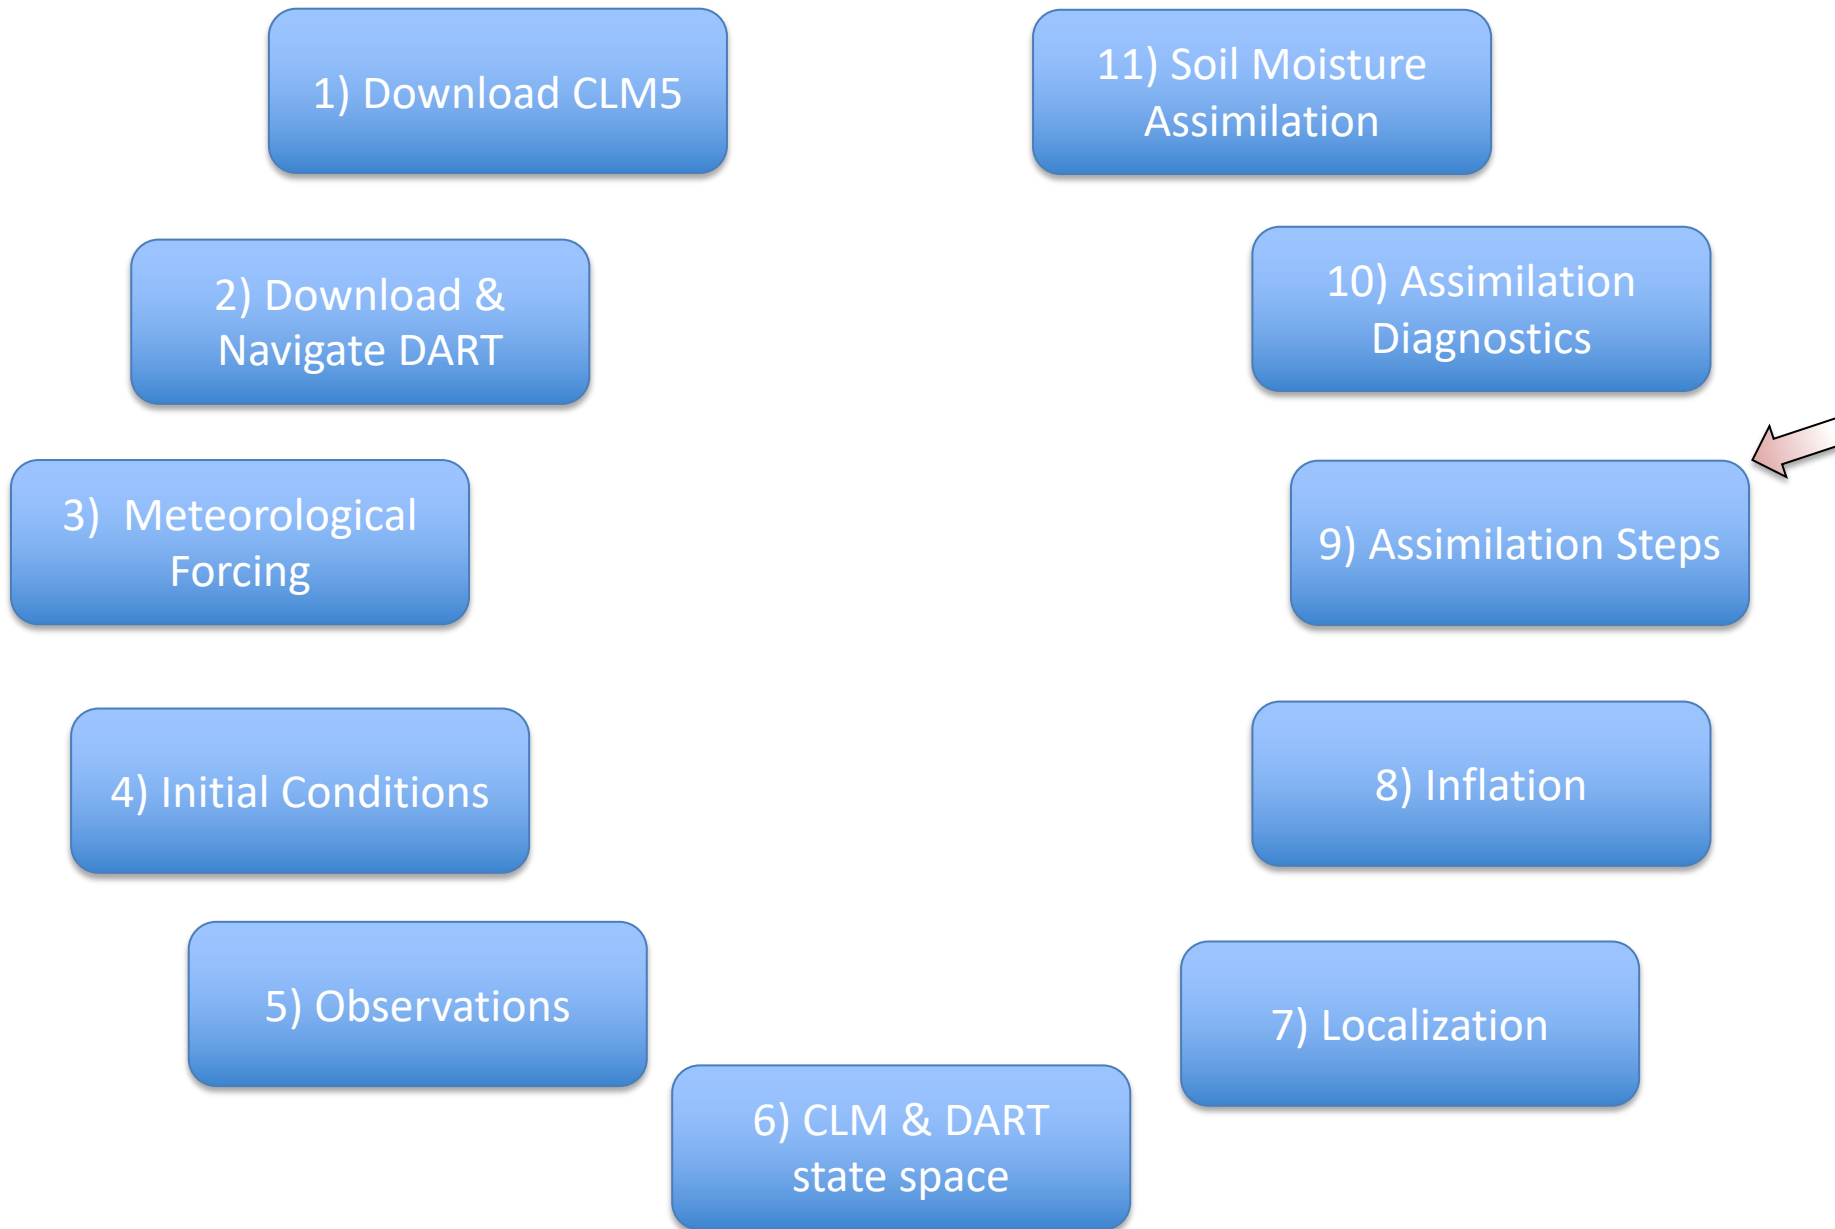 1) Download CLM5
2) Download &
Navigate DART
3)  Meteorological
Forcing
4) Initial Conditions
5) Observations
6) CLM & DART
state space
7) Localization
8) Inflation
9) Assimilation Steps
10) Assimilation
Diagnostics
11) Soil Moisture
Assimilation